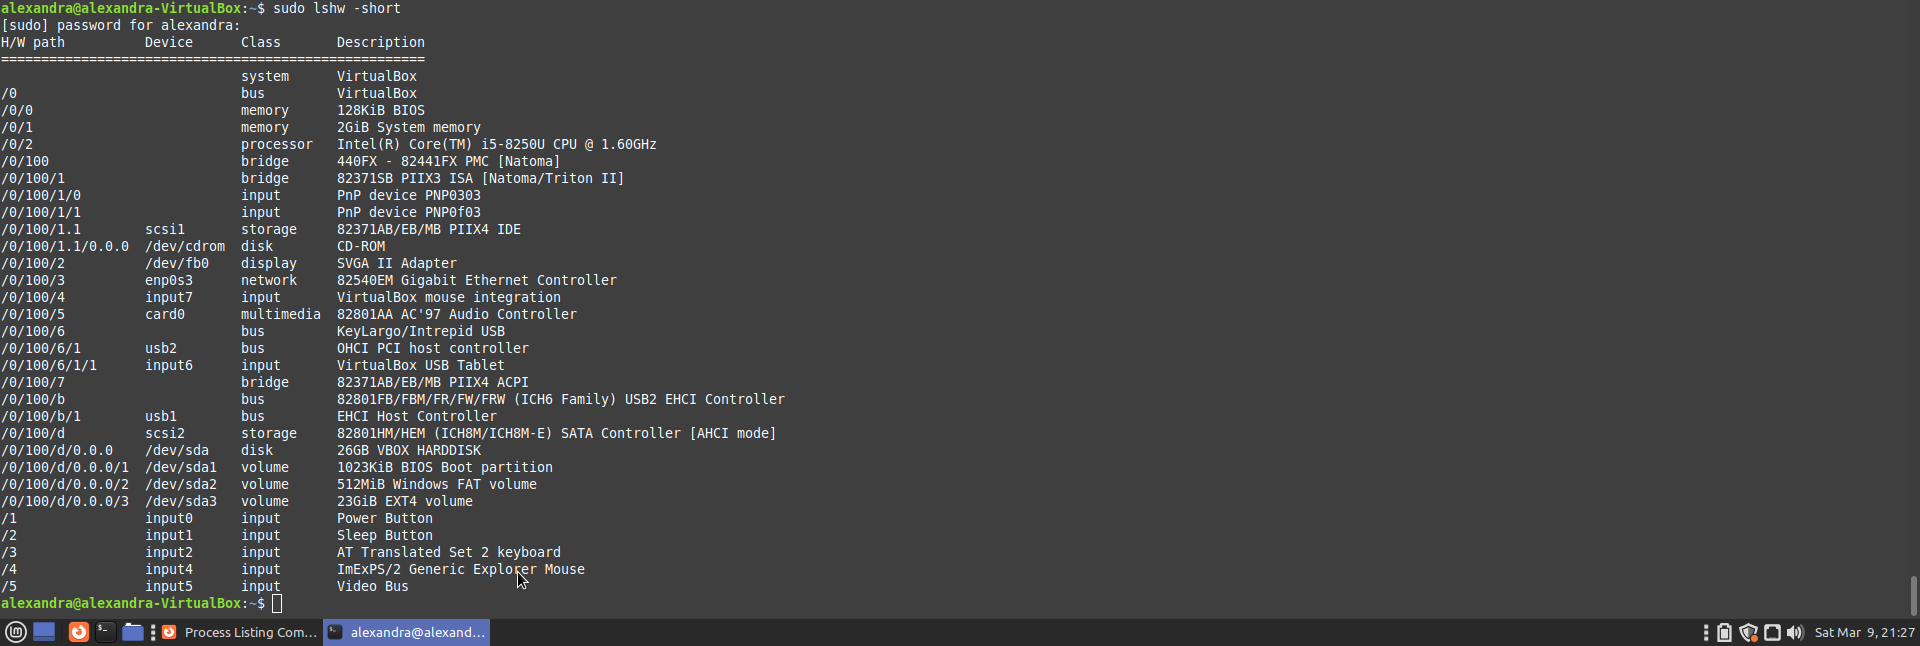 alexandra@alexandra-VirtualBox:~$ sudo lshw -short
[sudo] password for alexandra:
H/W path         Device      Class       Description
=====================================================
                              system      VirtualBox
/0                            bus         VirtualBox
/0/0                          memory      128KiB BIOS
/0/1                          memory      2GiB System memory
/0/2                          processor   Intel(R) Core(TM) i5-8250U CPU @ 1.60GHz
/0/100                        bridge      440FX - 82441FX PMC [Natoma]
/0/100/1                      bridge      82371SB PIIX3 ISA [Natoma/Triton II]
/0/100/1/0                    input       PnP device PNP0303
/0/100/1/1                    input       PnP device PNP0f03
/0/100/1.1        scsi1       storage     82371AB/EB/MB PIIX4 IDE
/0/100/1.1/0.0.0  /dev/cdrom  disk        CD-ROM
/0/100/2          /dev/fb0    display     SVGA II Adapter
/0/100/3          enp0s3      network     82540EM Gigabit Ethernet Controller
/0/100/4          input7      input       VirtualBox mouse integration
/0/100/5          card0       multimedia  82801AA AC'97 Audio Controller
/0/100/6                      bus         KeyLargo/Intrepid USB
/0/100/6/1        usb2        bus         OHCI PCI host controller
/0/100/6/1/1      input6      input       VirtualBox USB Tablet
/0/100/7                      bridge      82371AB/EB/MB PIIX4 ACPI
/0/100/b                      bus         82801FB/FBM/FR/FW/FRW (ICH6 Family) USB2 EHCI Controller
/0/100/b/1        usb1        bus         EHCI Host Controller
/0/100/d          scsi2       storage     82801HM/HEM (ICH8M/ICH8M-E) SATA Controller [AHCI mode]
/0/100/d/0.0.0    /dev/sda    disk        26GB VBOX HARDDISK
/0/100/d/0.0.0/1  /dev/sda1   volume      1023KiB BIOS Boot partition
/0/100/d/0.0.0/2  /dev/sda2   volume      512MiB Windows FAT volume
/0/100/d/0.0.0/3  /dev/sda3   volume      23GiB EXT4 volume
/1                input0      input       Power Button
/2                input1      input       Sleep Button
/3                input2      input       AT Translated Set 2 keyboard
/4                input4      input       ImExPS/2 Generic Explorer Mouse
/5                input5      input       Video Bus
alexandra@alexandra-VirtualBox:~$
Process Listing Com... alexandra@alexand... Sat Mar 9, 21:27